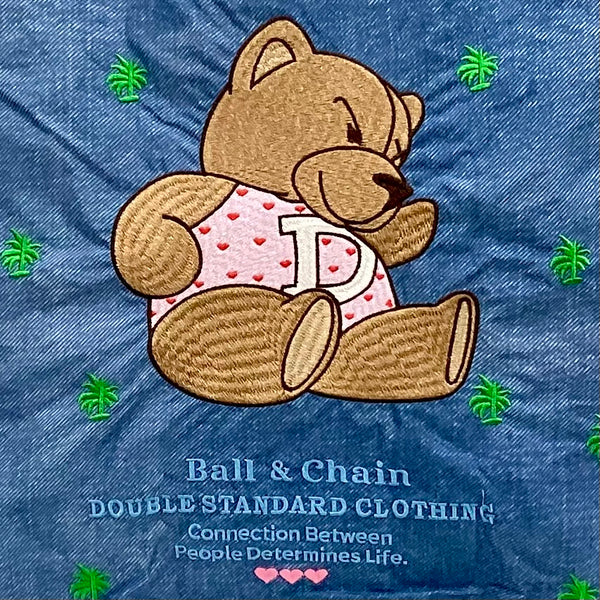 D
Ball & Chain
DOUBLE STANDARD CLOTHING
Connection Between
People Determines Life.